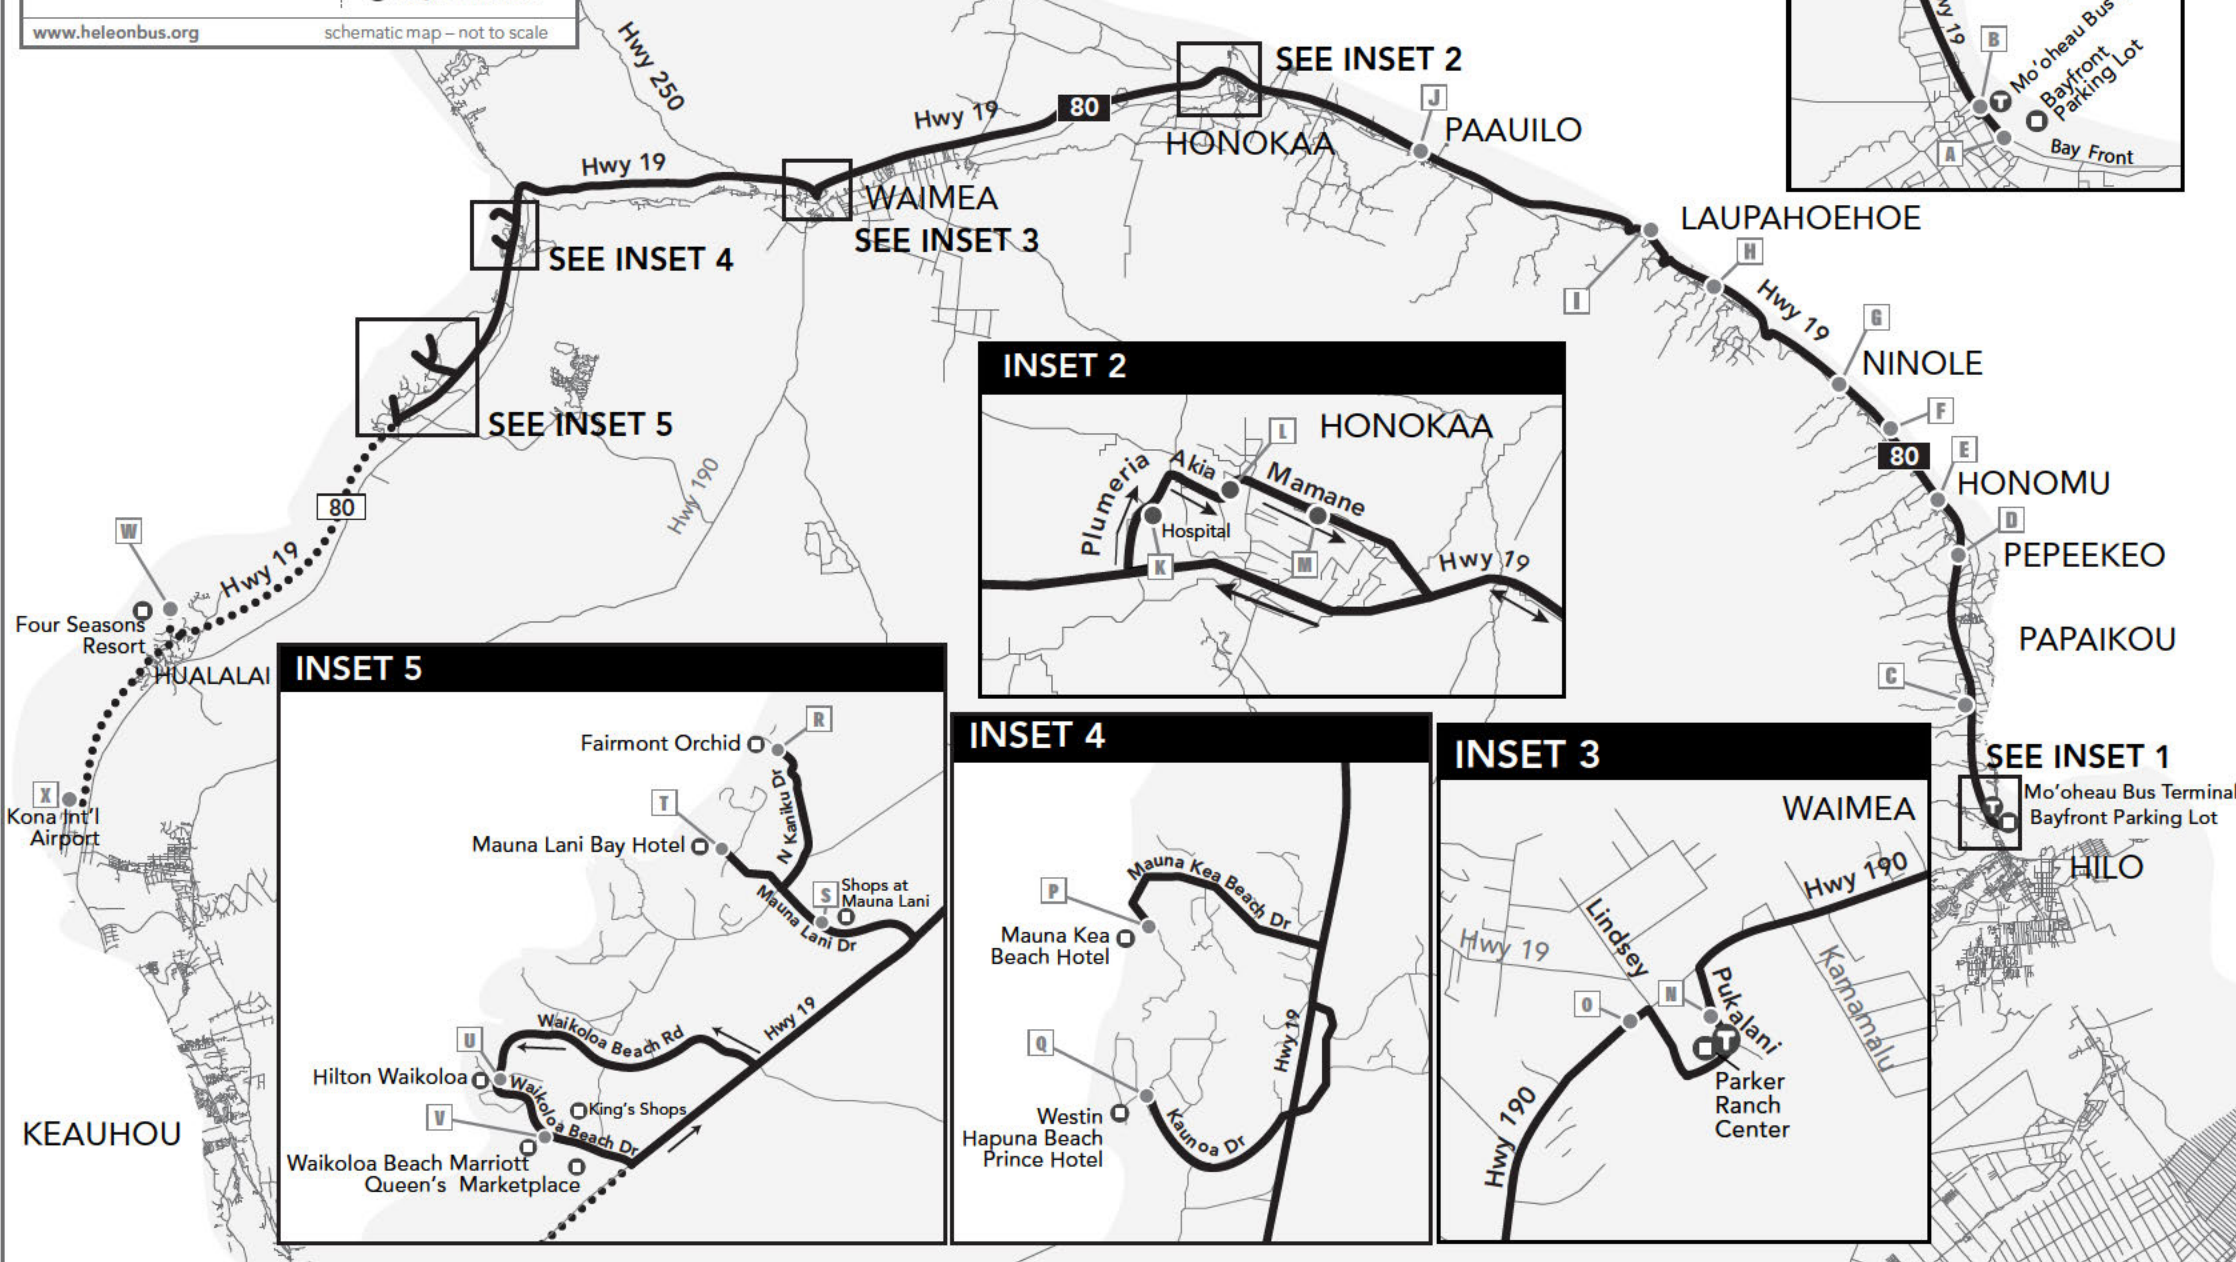 www.heleonbus.org
schematic map – not to scale
Hwy 250
Hwy 19
80
SEE INSET 2
HONOKAA
J
PAAUILO
Hwy 19
WAIMEA
SEE INSET 3
SEE INSET 4
SEE INSET 5
Hwy 190
80
Hwy 19
W
Four Seasons
Resort
HUALALAI
X
Kona Int'l
Airport
KEAUHOU
B
Mo'oheau Bus
Bayfront
Parking Lot
A
Bay Front
LAUPAHOEHOE
H
I
Hwy 19
G
NINOLE
F
80
E
HONOMU
D
PEPEEKEO
PAPAIKOU
C
SEE INSET 1
Mo'oheau Bus Terminal
Bayfront Parking Lot
HILO
INSET 2
HONOKAA
L
Plumeria
Akia
Mamane
Hospital
K
M
Hwy 19
INSET 5
R
Fairmont Orchid
N Kaniku Dr
T
Mauna Lani Bay Hotel
S
Shops at
Mauna Lani
Mauna Lani Dr
Hwy 19
Waikoloa Beach Rd
U
Hilton Waikoloa
Waikoloa Beach Dr
King's Shops
V
Waikoloa Beach Marriott
Queen's Marketplace
INSET 4
Mauna Kea Beach Dr
P
Mauna Kea
Beach Hotel
Q
Hwy 19
Westin
Hapuna Beach
Prince Hotel
Kaunoa Dr
INSET 3
WAIMEA
Hwy 190
Lindsey
Hwy 19
Kamamalu
N
O
Pukalani
T
Parker
Ranch
Center
Hwy 190